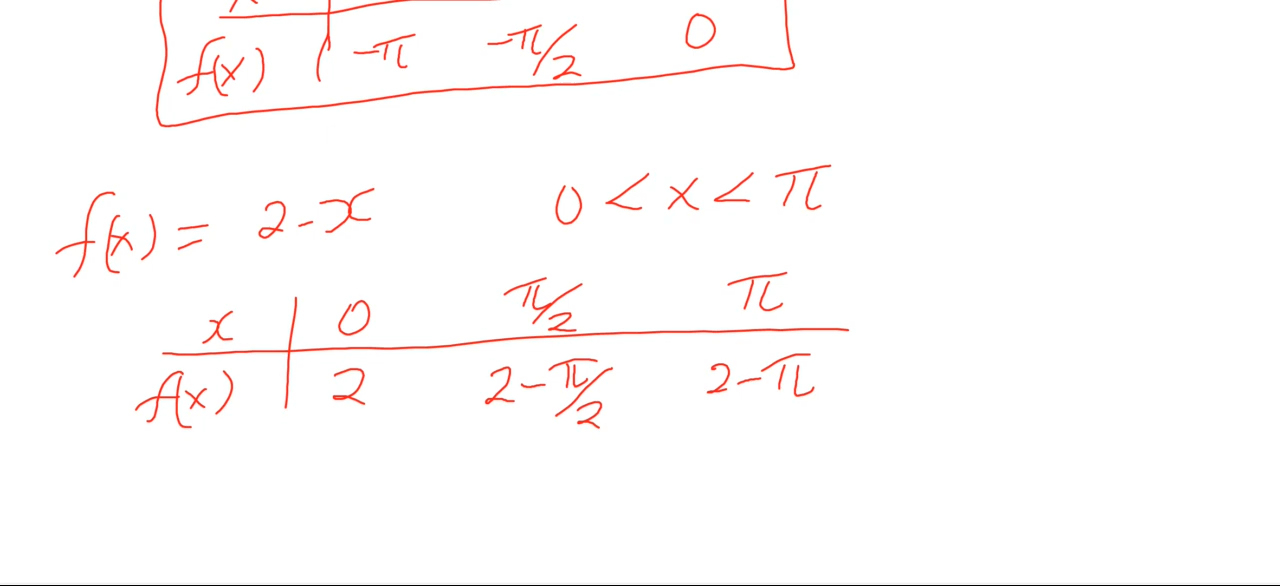 f(x) | -π -π/2 0
f(x) = 2-x 0 < x < π
x | 0 π/2 π
f(x) | 2 2-π/2 2-π